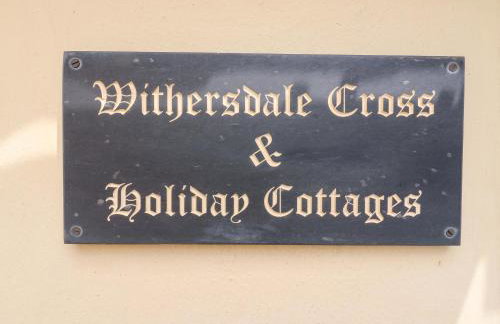 Withersdale Cross
&
Holiday Cottages